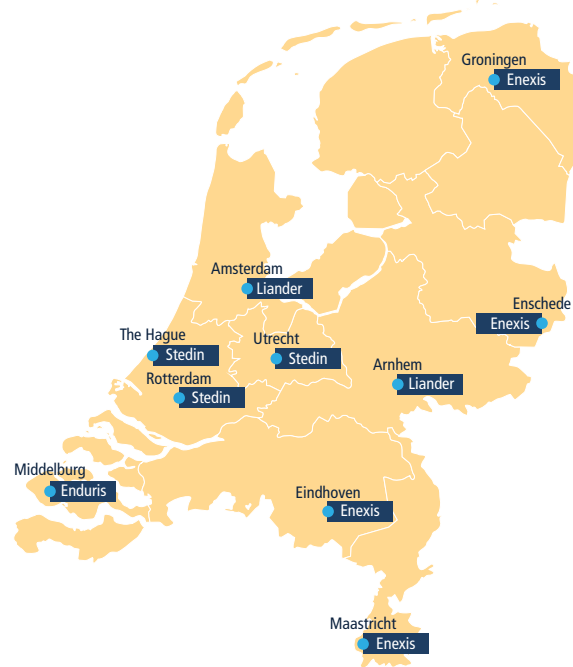 Groningen
Enexis
Amsterdam
Liander
Enschede
Enexis
The Hague
Stedin
Utrecht
Stedin
Arnhem
Liander
Rotterdam
Stedin
Middelburg
Enduris
Eindhoven
Enexis
Maastricht
Enexis